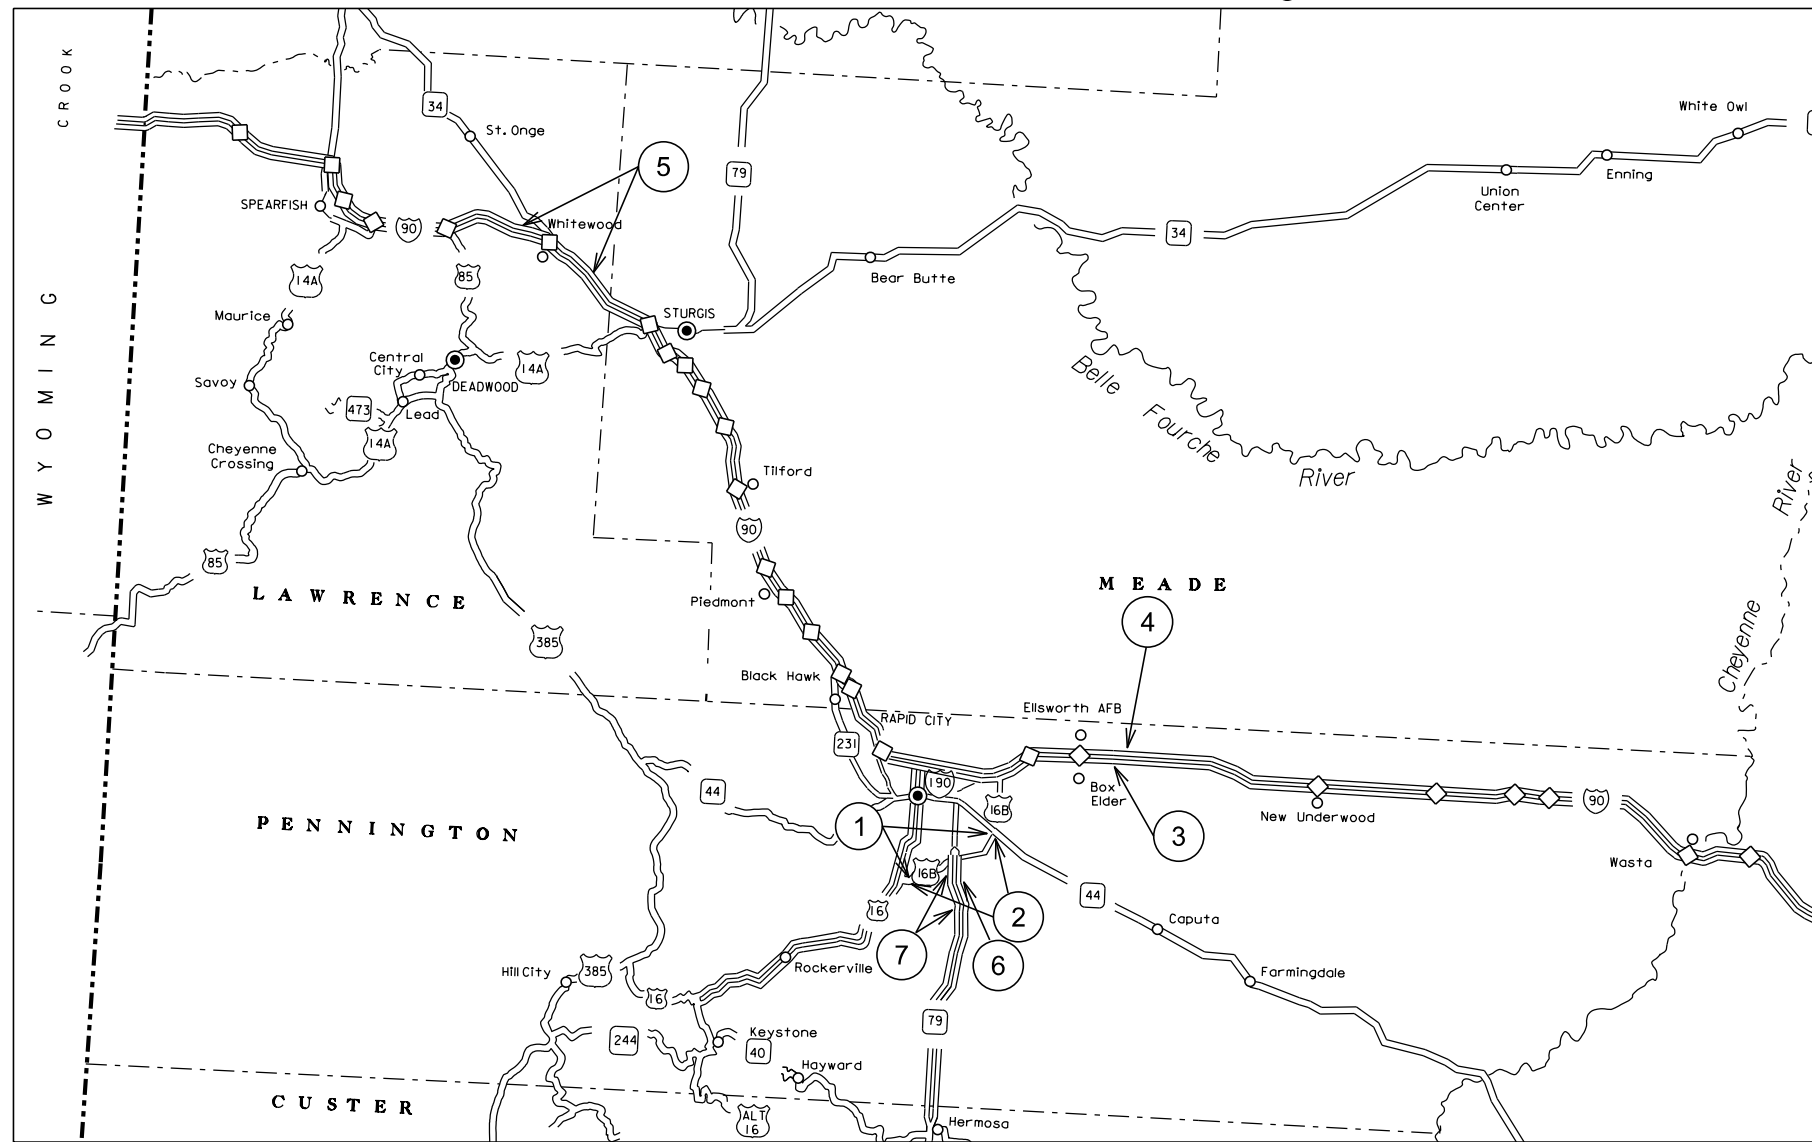 CROOK
34
St. Onge
White Owl
5
79
Enning
Union
Center
SPEARFISH
90
Whitewood
34
Bear Butte
14A
85
WYOMING
Maurice
STURGIS
Central
City
14A
DEADWOOD
Savoy
473
Lead
14A
Belle
Fourche
River
Cheyenne
Crossing
Tilford
River
90
85
LAWRENCE
Piedmont
MEADE
4
385
Cheyenne
Black Hawk
Ellsworth AFB
RAPID CITY
231
190
44
Box
Elder
16B
New Underwood
90
PENNINGTON
1
3
Wasta
16B
44
16
2
Caputa
7
6
Rockerville
Hill City
385
Farmingdale
16
79
Keystone
244
40
Hayward
CUSTER
ALT
16
Hermosa